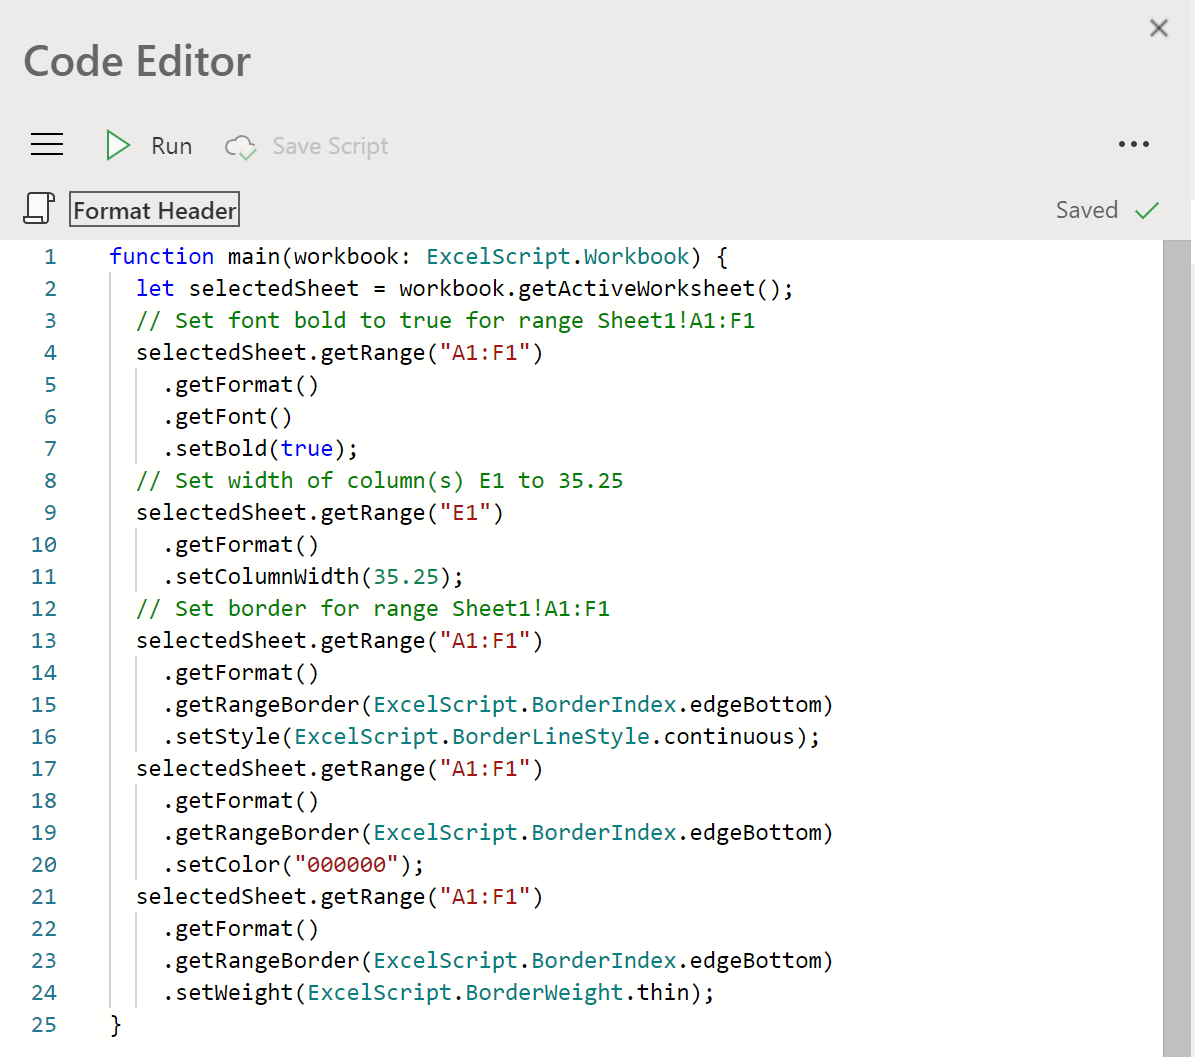 Code Editor
Run Save Script
Format Header Saved
1 function main(workbook: ExcelScript.Workbook) {
2 let selectedSheet = workbook.getActiveWorksheet();
3 // Set font bold to true for range Sheet1!A1:F1
4 selectedSheet.getRange("A1:F1")
5 .getFormat()
6 .getFont()
7 .setBold(true);
8 // Set width of column(s) E1 to 35.25
9 selectedSheet.getRange("E1")
10 .getFormat()
11 .setColumnWidth(35.25);
12 // Set border for range Sheet1!A1:F1
13 selectedSheet.getRange("A1:F1")
14 .getFormat()
15 .getRangeBorder(ExcelScript.BorderIndex.edgeBottom)
16 .setStyle(ExcelScript.BorderLineStyle.continuous);
17 selectedSheet.getRange("A1:F1")
18 .getFormat()
19 .getRangeBorder(ExcelScript.BorderIndex.edgeBottom)
20 .setColor("000000");
21 selectedSheet.getRange("A1:F1")
22 .getFormat()
23 .getRangeBorder(ExcelScript.BorderIndex.edgeBottom)
24 .setWeight(ExcelScript.BorderWeight.thin);
25 }